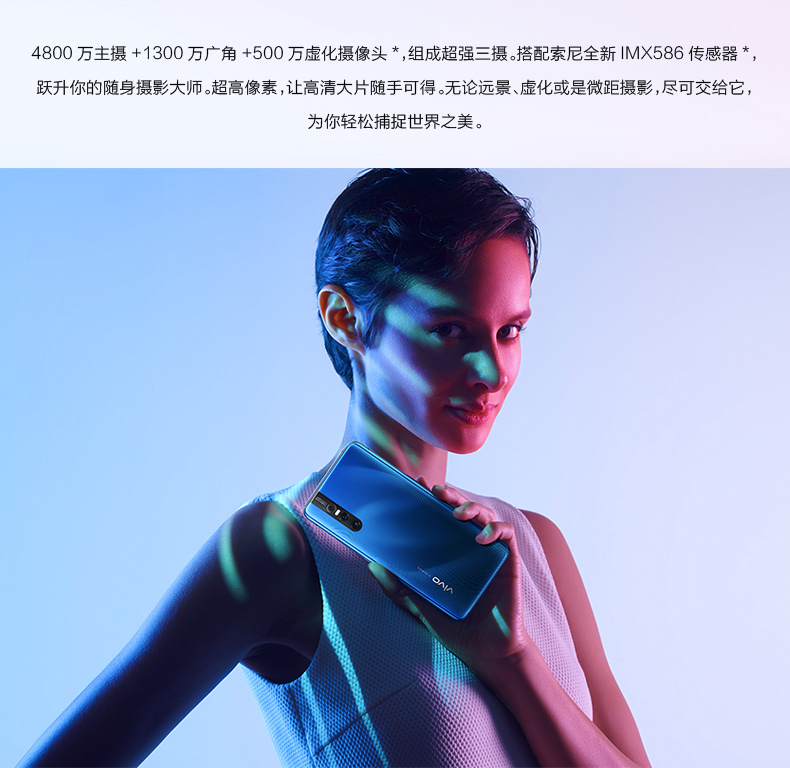 4800 万主摄 +1300 万广角 +500 万虚化摄像头 *,组成超强三摄。搭配索尼全新 IMX586 传感器 *,
跃升你的随身摄影大师。超高像素,让高清大片随手可得。无论远景、虚化或是微距摄影,尽可交给它,
为你轻松捕捉世界之美。
vivo